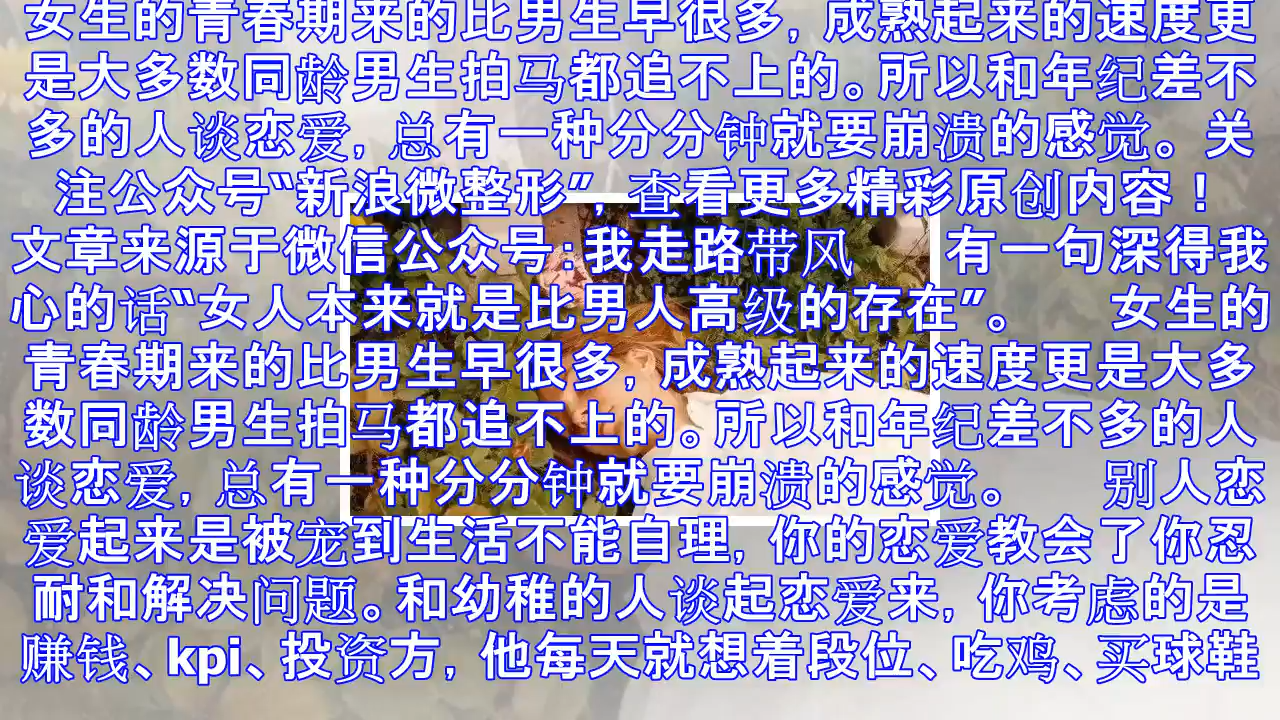 女生的青春期来的比男生早很多, 成熟起来的速度更
是大多数同龄男生拍马都追不上的。所以和年纪差不
多的人谈恋爱, 总有一种分分钟就要崩溃的感觉。关
注公众号“新浪微整形”, 查看更多精彩原创内容！
文章来源于微信公众号:我走路带风　　有一句深得我
心的话“女人本来就是比男人高级的存在”。　　女生的
青春期来的比男生早很多, 成熟起来的速度更是大多
数同龄男生拍马都追不上的。所以和年纪差不多的人
谈恋爱, 总有一种分分钟就要崩溃的感觉。　　别人恋
爱起来是被宠到生活不能自理, 你的恋爱教会了你忍
耐和解决问题。和幼稚的人谈起恋爱来, 你考虑的是
赚钱、kpi、投资方, 他每天就想着段位、吃鸡、买球鞋